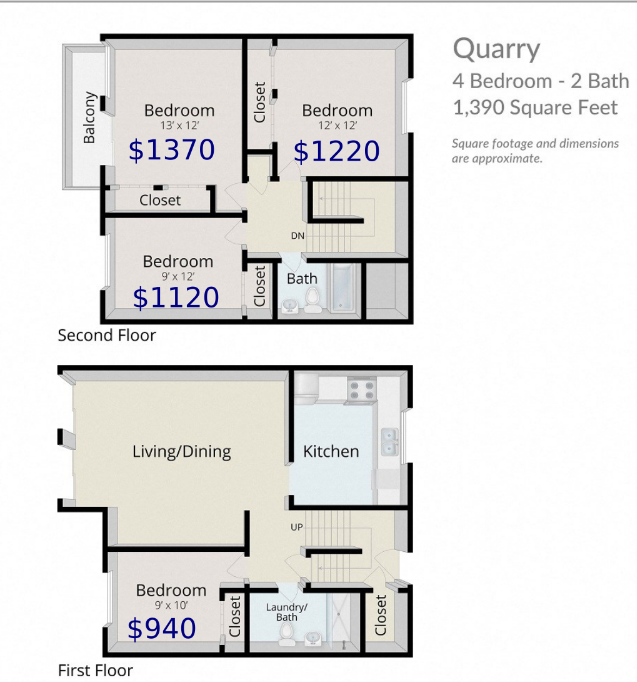 Quarry
4 Bedroom - 2 Bath
1,390 Square Feet
Square footage and dimensions
are approximate.
Balcony
Bedroom
13' x 12'
$1370
Closet
Bedroom
12' x 12'
$1220
Closet
DN
Bedroom
9' x 12'
$1120
Closet
Bath
Second Floor
Living/Dining
Kitchen
UP
Bedroom
9' x 10'
$940
Closet
Laundry/
Bath
Closet
First Floor